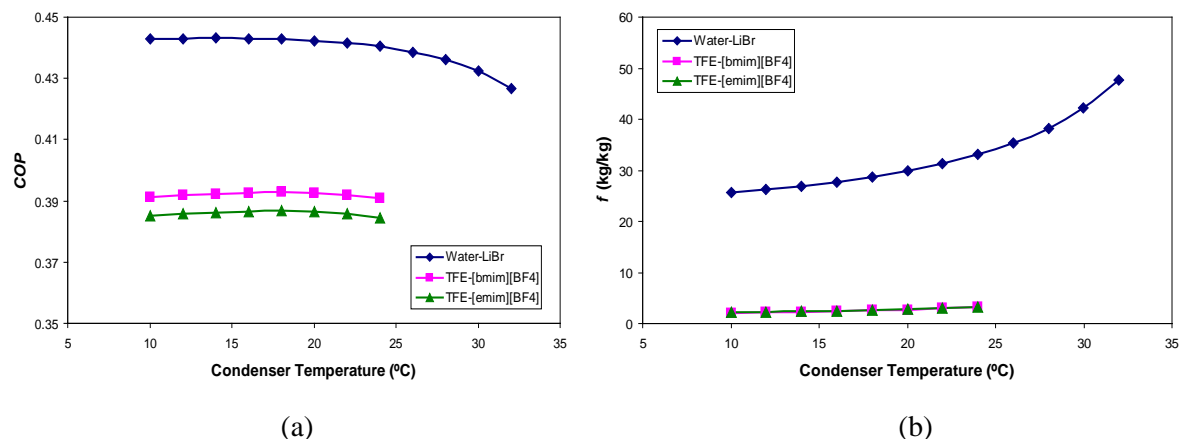 0.45
0.43
0.41
0.39
0.37
0.35
COP
5
10
15
20
25
30
35
Condenser Temperature (ºC)
Water-LiBr
TFE-[bmim][BF4]
TFE-[emim][BF4]
(a)
60
50
40
30
20
10
0
f (kg/kg)
5
10
15
20
25
30
35
Condenser Temperature (ºC)
Water-LiBr
TFE-[bmim][BF4]
TFE-[emim][BF4]
(b)